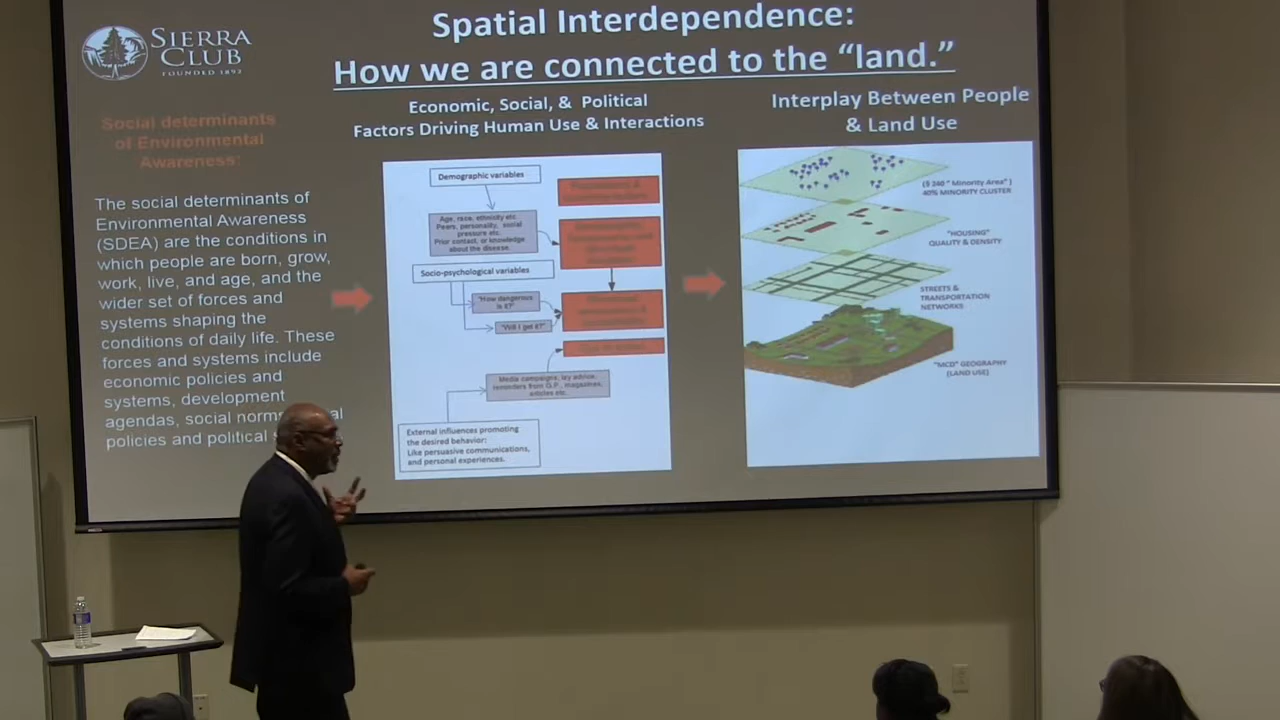 SIERRA
CLUB
FOUNDED 1892
Spatial Interdependence:
How we are connected to the “land.”
Social determinants
of Environmental
Awareness:
The social determinants of
Environmental Awareness
(SDEA) are the conditions in
which people are born, grow,
work, live, and age, and the
wider set of forces and
systems shaping the
conditions of daily life. These
forces and systems include
economic policies and
systems, development
agendas, social
policies and political
Economic, Social, & Political
Factors Driving Human Use & Interactions
Demographic variables
Age, race, ethnicity etc.
Peers, personality, social
pressure etc.
Prior contact, or knowledge
about the disease.
Socio-psychological variables
"How dangerous
is it?"
"Will I get it?"
Media campaigns, lay advice,
reminders from G.P., magazines,
articles etc.
External influences promoting
the desired behavior:
Like persuasive communications,
and personal experiences.
Interplay Between People
& Land Use
(§ 260 " Minority Area" )
40% MINORITY CLUSTER
"HOUSING"
QUALITY & DENSITY
STREETS &
TRANSPORTATION
NETWORKS
"MCD" GEOGRAPHY
(LAND USE)